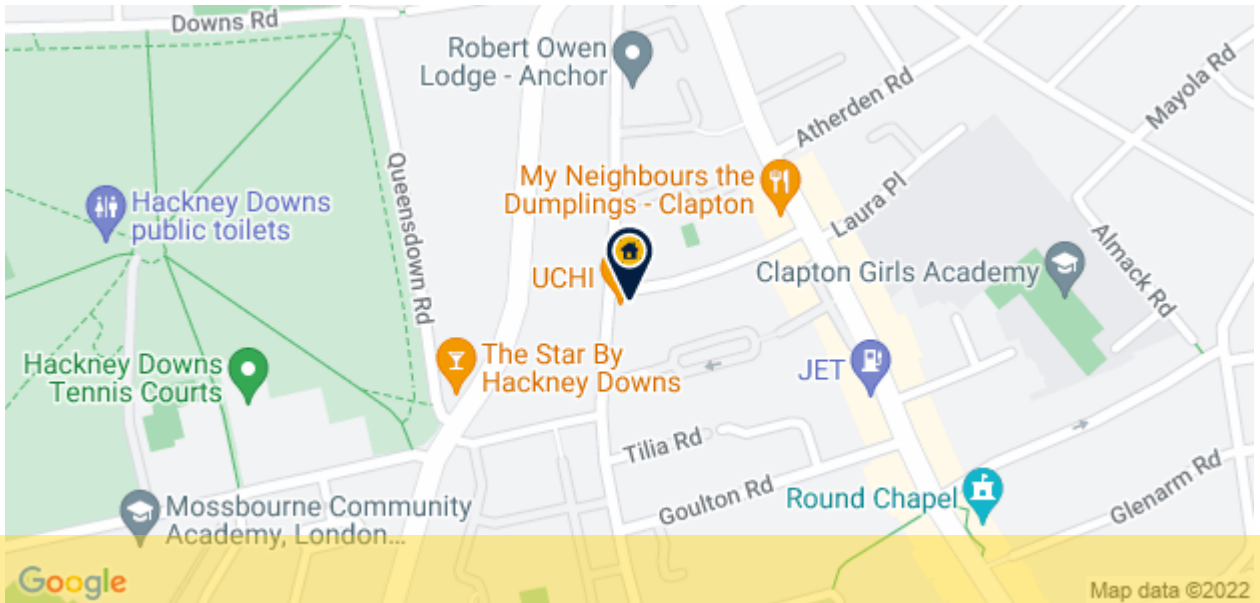 Downs Rd
Robert Owen
Lodge - Anchor
Atherden Rd
Mayola Rd
Queensdown Rd
My Neighbours the
Dumplings - Clapton
Laura Pl
Hackney Downs
public toilets
Almack Rd
UCHI
Clapton Girls Academy
The Star By
Hackney Downs
Hackney Downs
Tennis Courts
JET
Tilia Rd
Goulton Rd
Round Chapel
Glenarm Rd
Mossbourne Community
Academy, London...
Google
Map data ©2022